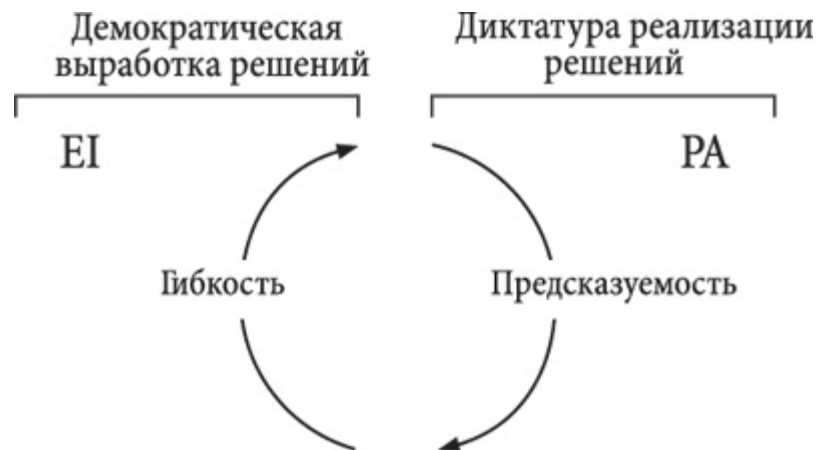 Демократическая
выработка решений
Диктатура реализации
решений
EI
PA
Гибкость
Предсказуемость